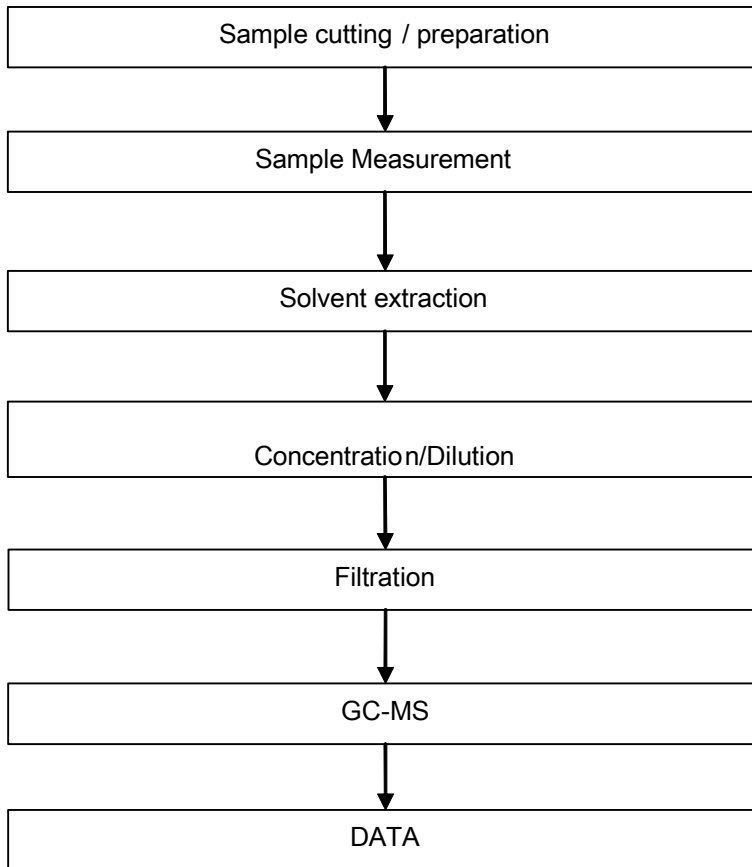 Sample cutting / preparation
Sample Measurement
Solvent extraction
Concentration/Dilution
Filtration
GC-MS
DATA